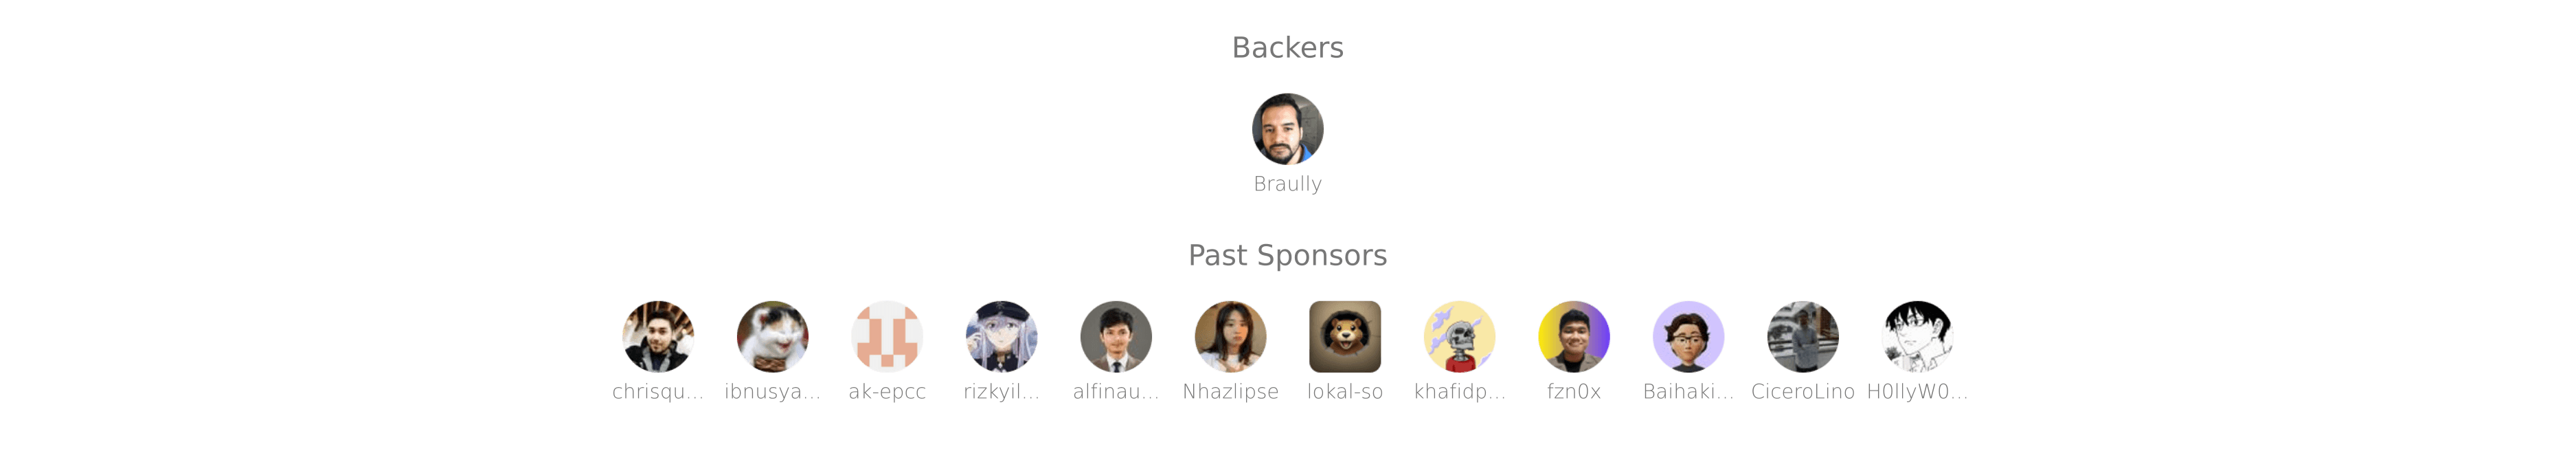 Backers
Braully
Past Sponsors
chrisqu... ibnusya... ak-epcc rizkyil... alfinau... Nhazlipse lokal-so khafidp... fzn0x Baihaki... CiceroLino H0llyW0...